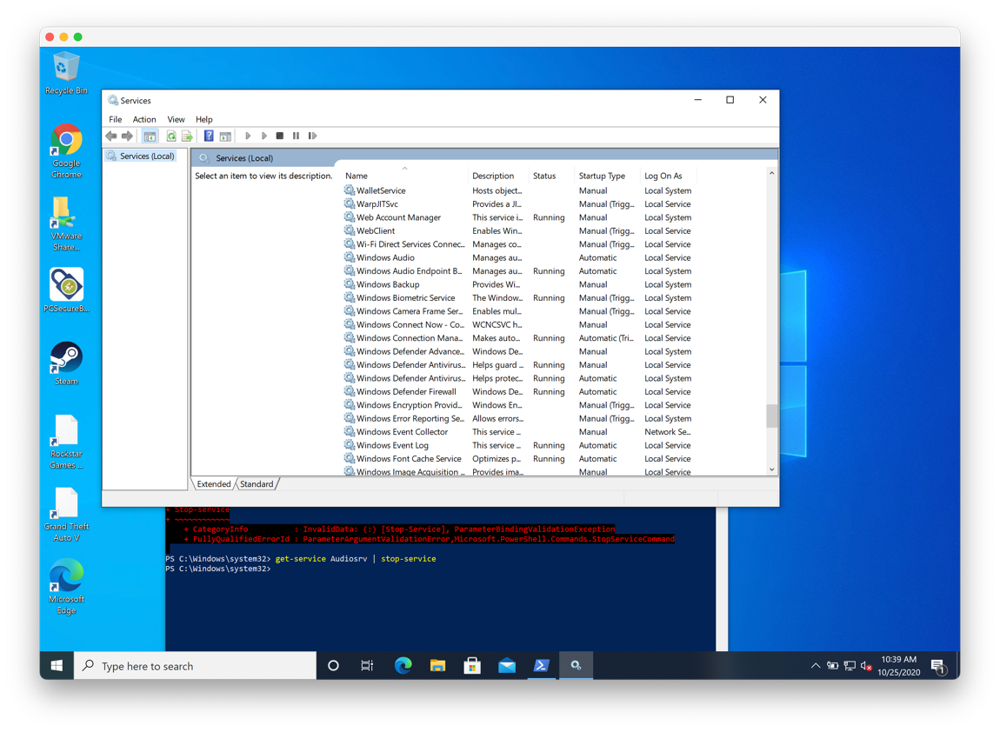 Recycle Bin
Google
Chrome
VMware
Share...
PCSecureB...
Steam
Rockstar
Games ...
Grand Theft
Auto V
Microsoft
Edge
Services
File Action View Help
Services (Local)
Services (Local)
Select an item to view its description.
Name Description Status Startup Type Log On As
WalletService Hosts object... Manual Local System
WarpJITSvc Provides a JI... Manual (Trigg... Local Service
Web Account Manager This service i... Running Manual Local System
WebClient Enables Win... Manual (Trigg... Local Service
Wi-Fi Direct Services Connec... Manages co... Manual (Trigg... Local Service
Windows Audio Manages au... Automatic Local Service
Windows Audio Endpoint B... Manages au... Running Automatic Local System
Windows Backup Provides Wi... Manual Local System
Windows Biometric Service The Window... Running Manual (Trigg... Local System
Windows Camera Frame Ser... Enables mul... Manual (Trigg... Local Service
Windows Connect Now - Co... WCNCSVC h... Manual Local Service
Windows Connection Mana... Makes auto... Running Automatic (Tri... Local Service
Windows Defender Advance... Windows De... Manual Local System
Windows Defender Antivirus... Helps guard ... Running Manual Local Service
Windows Defender Antivirus... Helps protec... Running Automatic Local System
Windows Defender Firewall Windows De... Running Automatic Local Service
Windows Encryption Provid... Windows En... Manual (Trigg... Local Service
Windows Error Reporting Se... Allows errors... Manual (Trigg... Local System
Windows Event Collector This service ... Manual Network Se...
Windows Event Log This service ... Running Automatic Local Service
Windows Font Cache Service Optimizes p... Running Automatic Local Service
Windows Image Acquisition ... Provides ima... Manual Local Service
Extended Standard
+ Stop-service
+ ~~~~~~~~~~~~
+ CategoryInfo : InvalidData: (:) [Stop-Service], ParameterBindingValidationException
+ FullyQualifiedErrorId : ParameterArgumentValidationError,Microsoft.PowerShell.Commands.StopServiceCommand
PS C:\Windows\system32> get-service Audiosrv | stop-service
PS C:\Windows\system32>
Type here to search
10:39 AM
10/25/2020
1